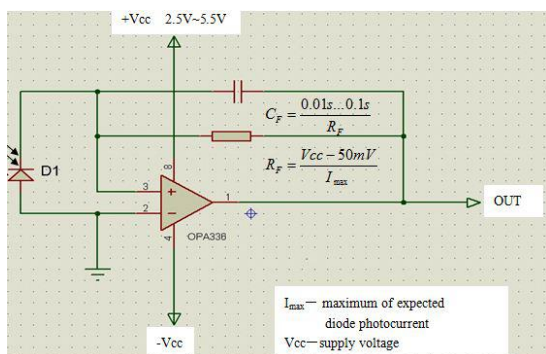 +Vcc 2.5V~5.5V
C_F = 0.01s...0.1s / R_F
R_F = Vcc − 50mV / I_max
D1
8
3
+
1
2
−
4
OPA336
OUT
-Vcc
I_max— maximum of expected
diode photocurrent
Vcc—supply voltage